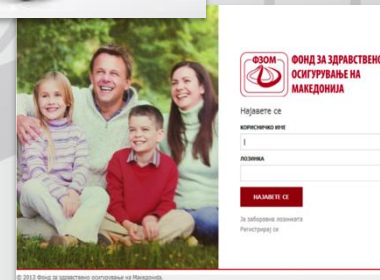 ФЗОМ
ФОНД ЗА ЗДРАВСТВЕНО
ОСИГУРУВАЊЕ НА
МАКЕДОНИЈА
Најавете се
КОРИСНИЧКО ИМЕ
ЛОЗИНКА
НАЈАВЕТЕ СЕ
Ја заборавив лозинката
Регистрирај се
© 2012 Фонд за здравствено осигурување на Македонија.